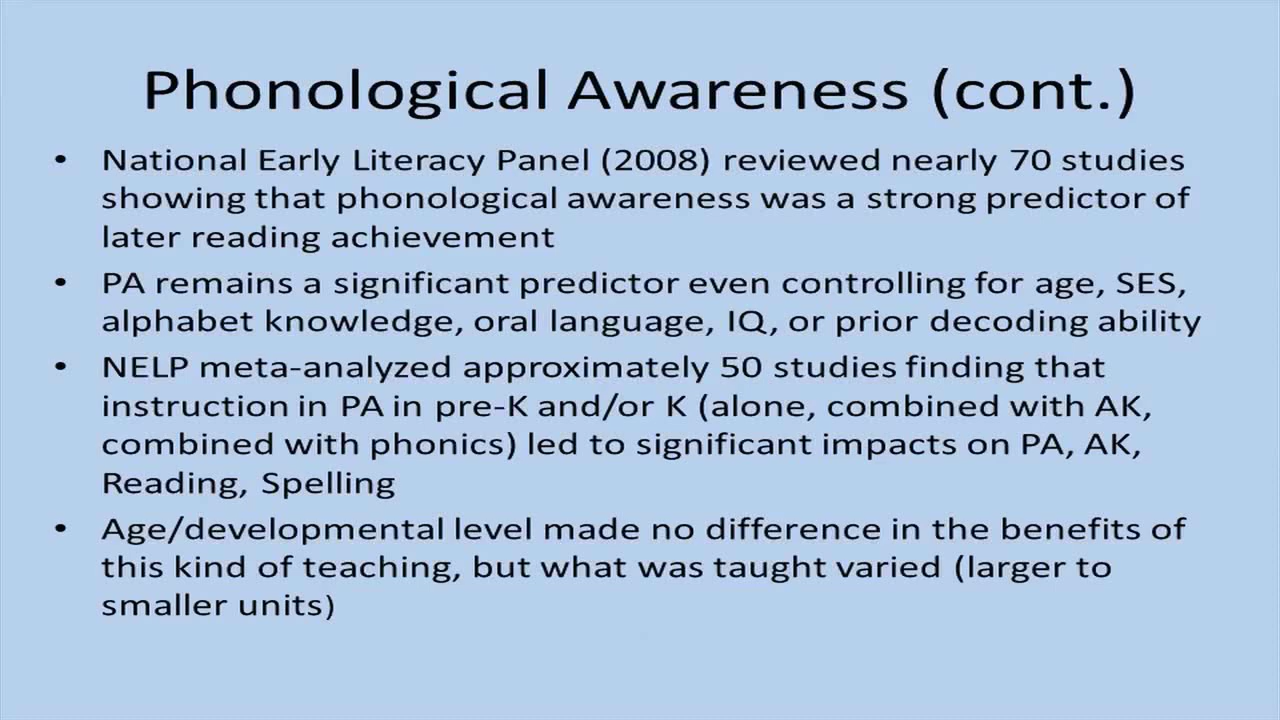 Phonological Awareness (cont.)
• National Early Literacy Panel (2008) reviewed nearly 70 studies
showing that phonological awareness was a strong predictor of
later reading achievement
• PA remains a significant predictor even controlling for age, SES,
alphabet knowledge, oral language, IQ, or prior decoding ability
• NELP meta-analyzed approximately 50 studies finding that
instruction in PA in pre-K and/or K (alone, combined with AK,
combined with phonics) led to significant impacts on PA, AK,
Reading, Spelling
• Age/developmental level made no difference in the benefits of
this kind of teaching, but what was taught varied (larger to
smaller units)